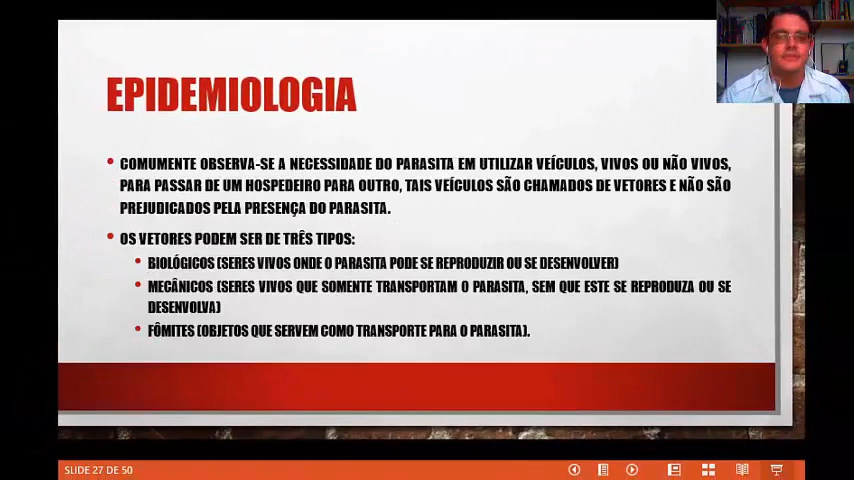 EPIDEMIOLOGIA
• COMUMENTE OBSERVA-SE A NECESSIDADE DO PARASITA EM UTILIZAR VEÍCULOS, VIVOS OU NÃO VIVOS,
PARA PASSAR DE UM HOSPEDEIRO PARA OUTRO, TAIS VEÍCULOS SÃO CHAMADOS DE VETORES E NÃO SÃO
PREJUDICADOS PELA PRESENÇA DO PARASITA.
• OS VETORES PODEM SER DE TRÊS TIPOS:
• BIOLÓGICOS (SERES VIVOS ONDE O PARASITA PODE SE REPRODUZIR OU SE DESENVOLVER)
• MECÂNICOS (SERES VIVOS QUE SOMENTE TRANSPORTAM O PARASITA, SEM QUE ESTE SE REPRODUZA OU SE
DESENVOLVA)
• FÔMITES (OBJETOS QUE SERVEM COMO TRANSPORTE PARA O PARASITA).
SLIDE 27 DE 50